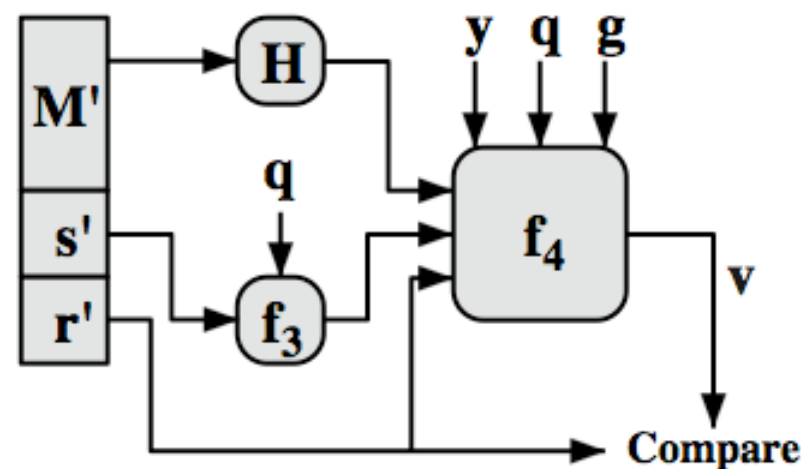 y q g
M' H
q
s' f₄
v
r' f₃
Compare